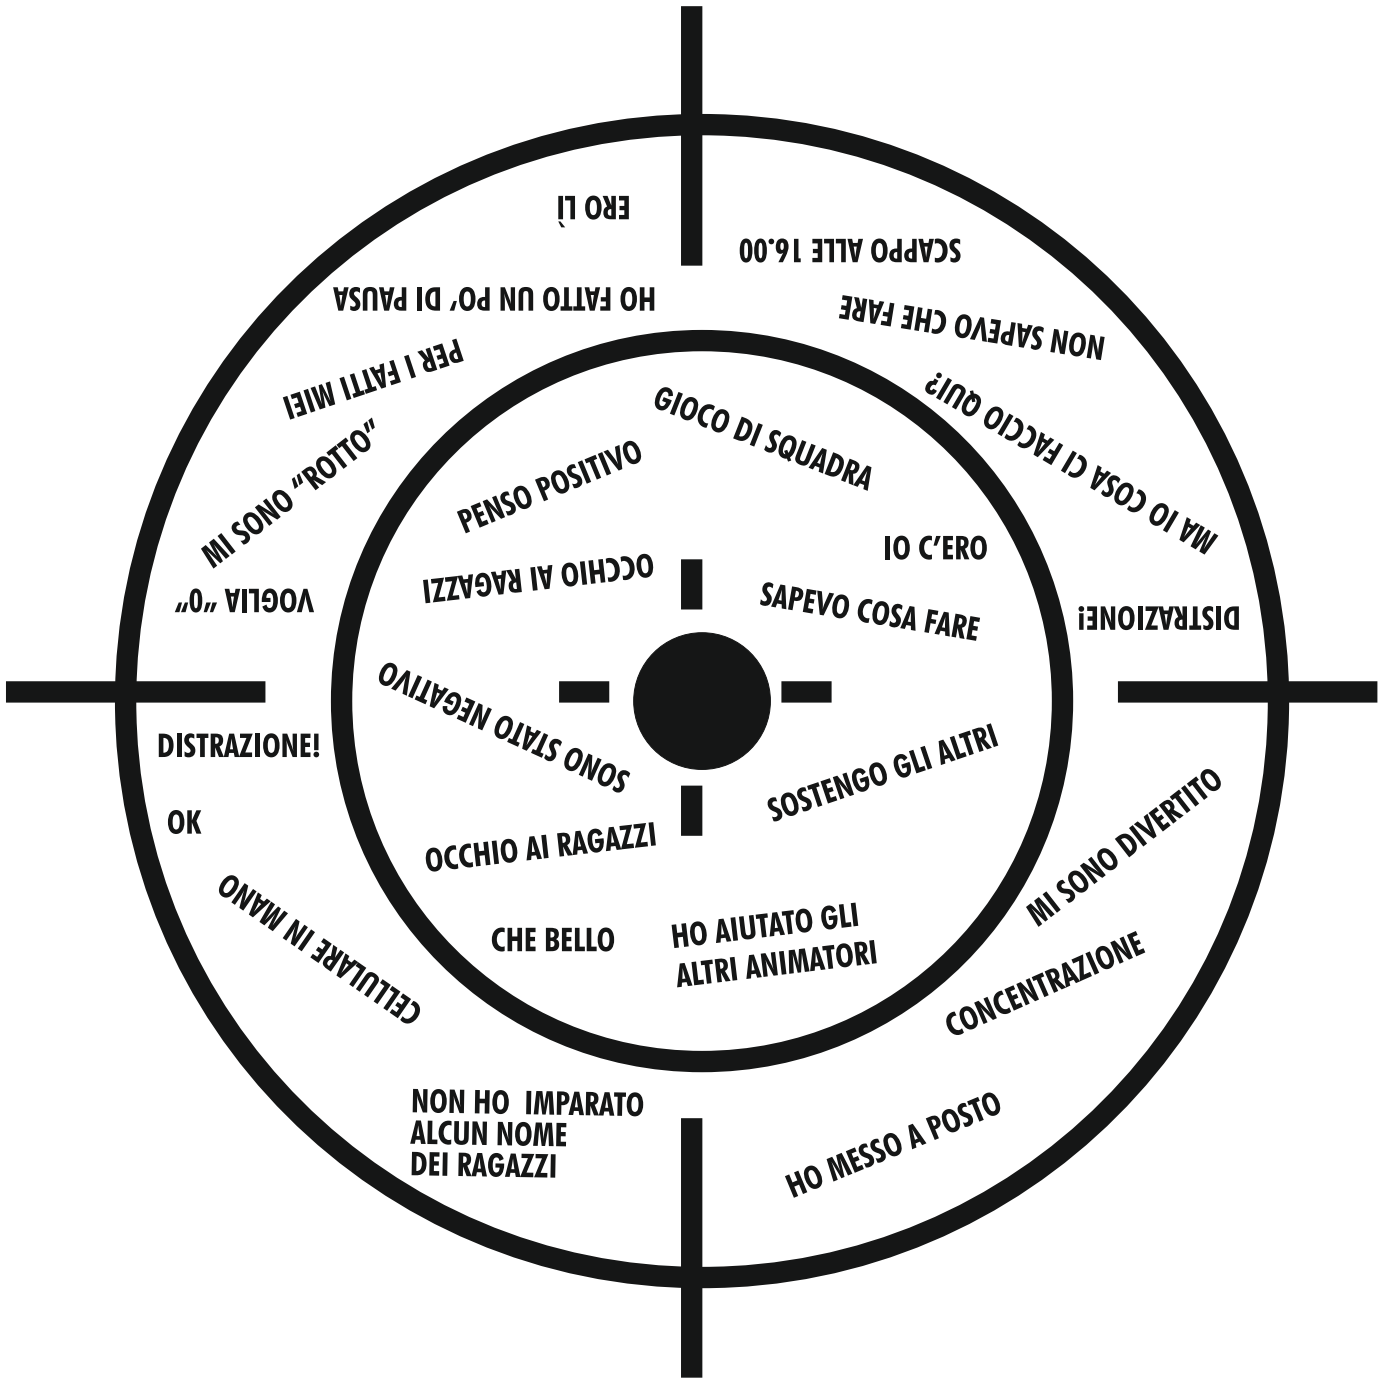 ERO LÌ
SCAPPO ALLE 16.00
HO FATTO UN PO' DI PAUSA
NON SAPEVO CHE FARE
PER I FATTI MIEI
MA IO COSA CI FACCIO QUI?
MI SONO "ROTTO"
VOGLIA "0"
DISTRAZIONE!
GIOCO DI SQUADRA
PENSO POSITIVO
IO C'ERO
OCCHIO AI RAGAZZI
SAPEVO COSA FARE
SONO STATO NEGATIVO
SOSTENGO GLI ALTRI
OCCHIO AI RAGAZZI
CHE BELLO
HO AIUTATO GLI
ALTRI ANIMATORI
DISTRAZIONE!
OK
CELLULARE IN MANO
MI SONO DIVERTITO
CONCENTRAZIONE
NON HO IMPARATO
ALCUN NOME
DEI RAGAZZI
HO MESSO A POSTO